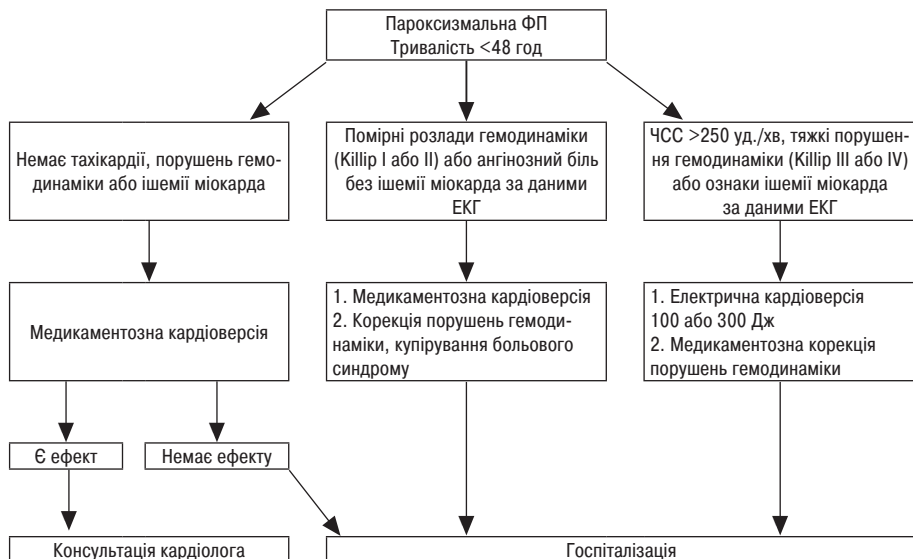 Пароксизмальна ФП
Тривалість <48 год
Немає тахікардії, порушень гемо-
динаміки або ішемії міокарда
Помірні розлади гемодинаміки
(Killip I або II) або ангінозний біль
без ішемії міокарда за даними
ЕКГ
ЧСС >250 уд./хв, тяжкі порушен-
ня гемодинаміки (Killip III або IV)
або ознаки ішемії міокарда
за даними ЕКГ
Медикаментозна кардіоверсія
1. Медикаментозна кардіоверсія
2. Корекція порушень гемоди-
наміки, купірування больового
синдрому
1. Електрична кардіоверсія
100 або 300 Дж
2. Медикаментозна корекція
порушень гемодинаміки
Є ефект
Немає ефекту
Консультація кардіолога
Госпіталізація